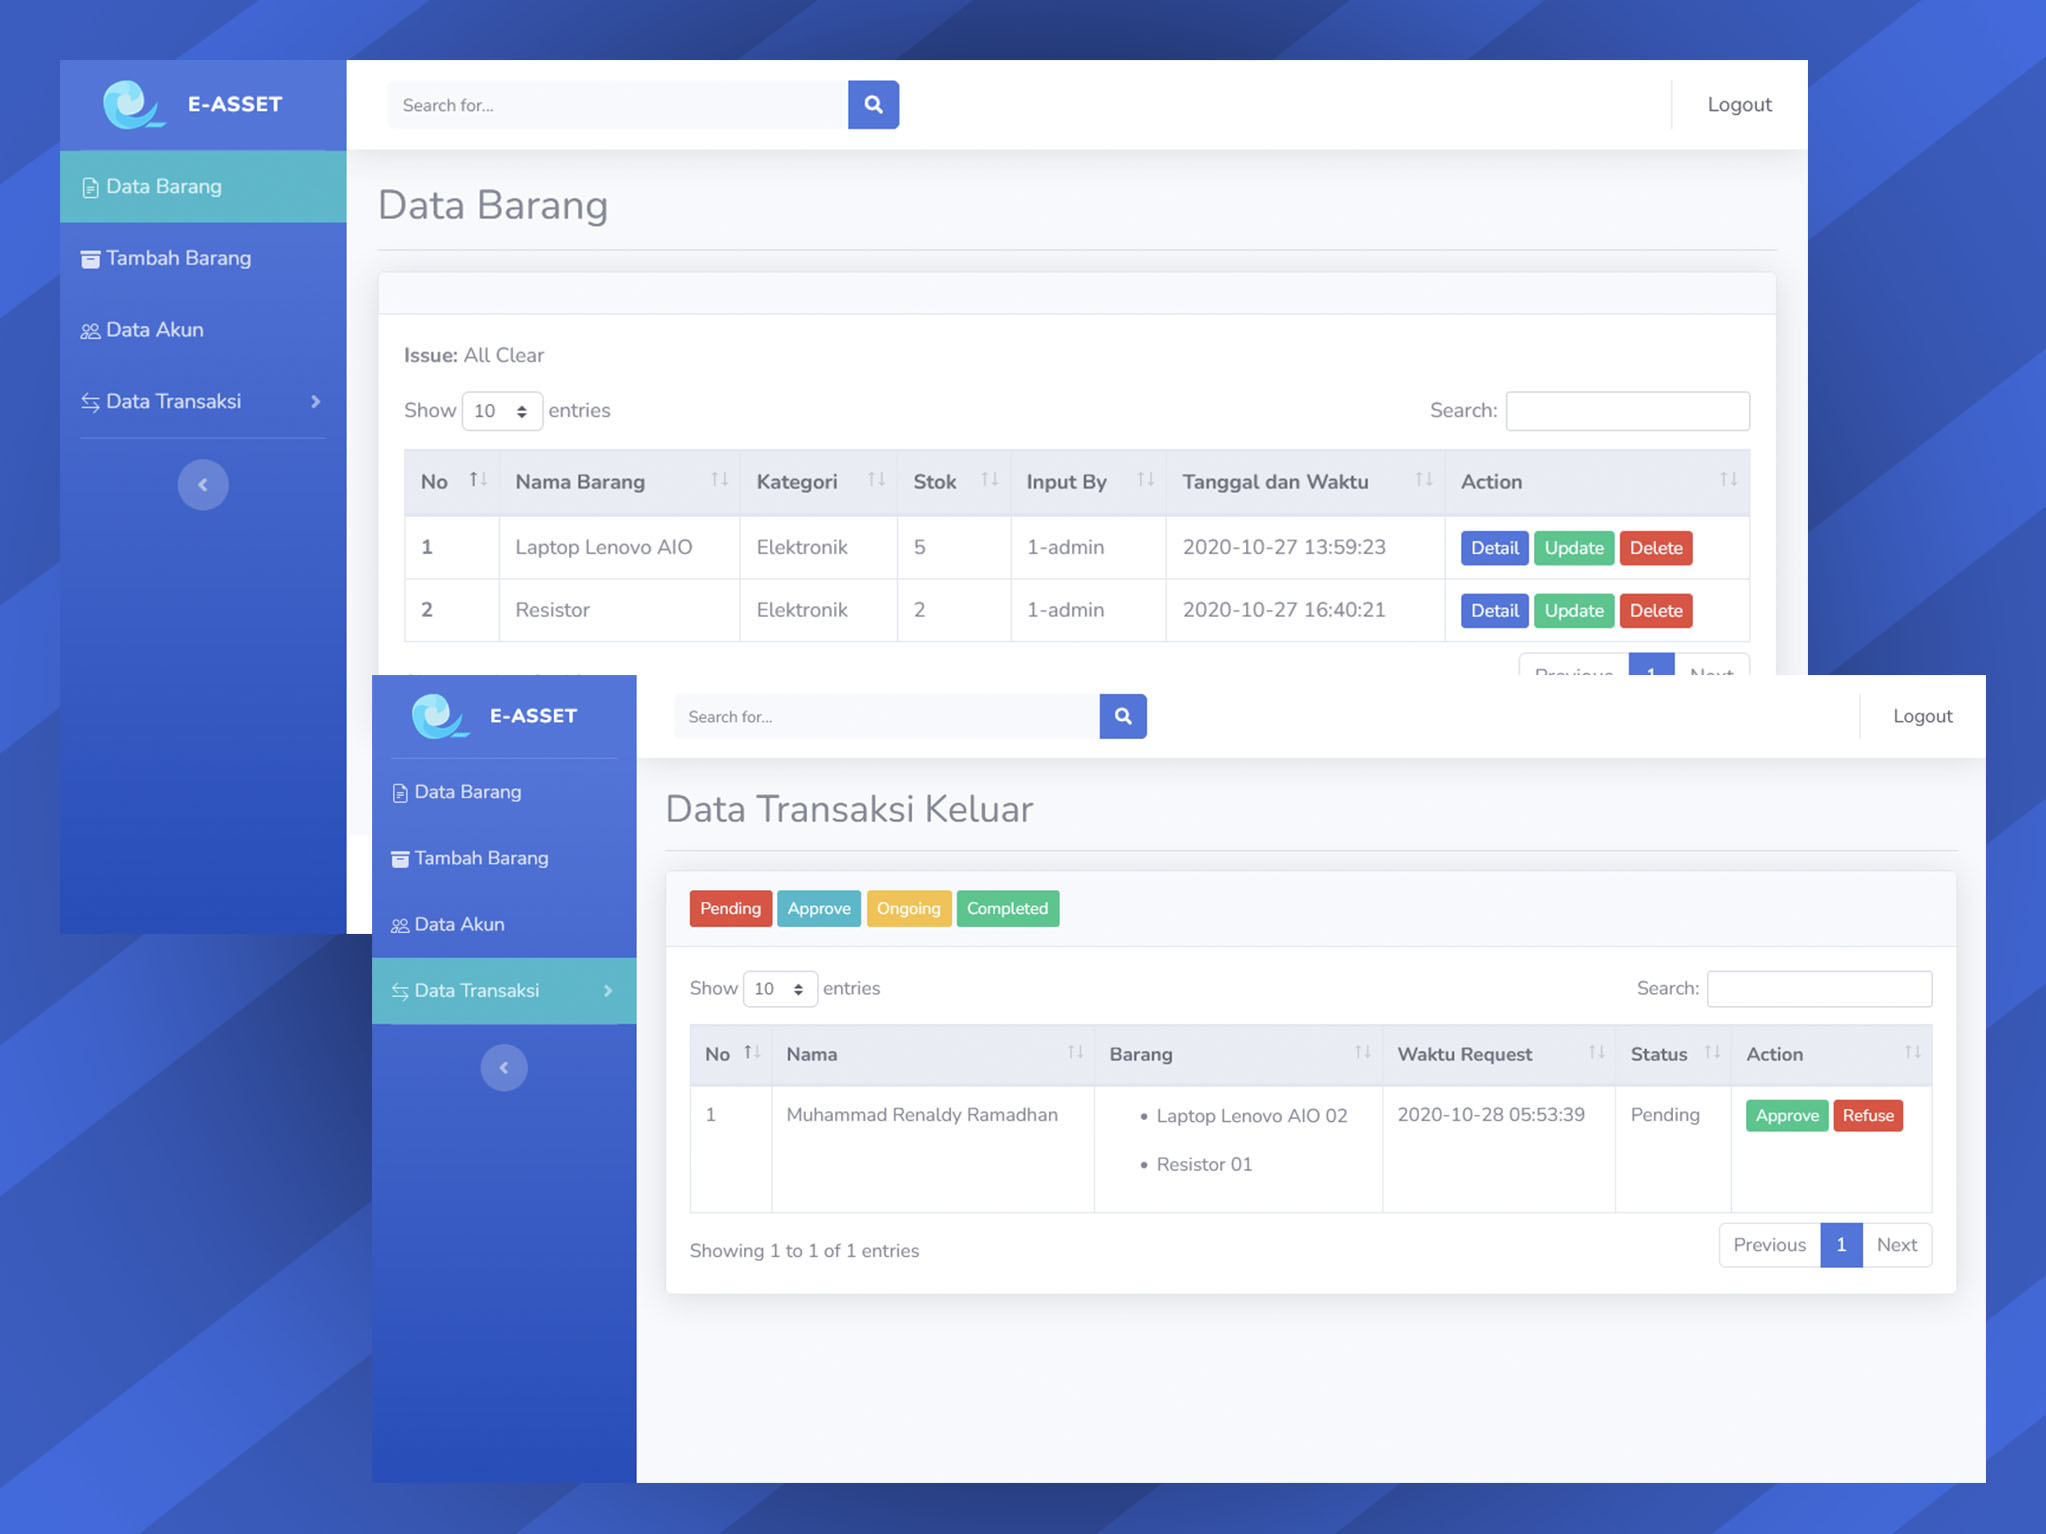 E-ASSET
Search for...
Logout
Data Barang
Tambah Barang
Data Akun
Data Transaksi
Data Barang
Issue: All Clear
Show 10 entries
Search:
No Nama Barang Kategori Stok Input By Tanggal dan Waktu Action
1 Laptop Lenovo AIO Elektronik 5 1-admin 2020-10-27 13:59:23 Detail Update Delete
2 Resistor Elektronik 2 1-admin 2020-10-27 16:40:21 Detail Update Delete
Previous 1 Next
E-ASSET
Search for...
Logout
Data Barang
Tambah Barang
Data Akun
Data Transaksi
Data Transaksi Keluar
Pending Approve Ongoing Completed
Show 10 entries
Search:
No Nama Barang Waktu Request Status Action
1 Muhammad Renaldy Ramadhan • Laptop Lenovo AIO 02 2020-10-28 05:53:39 Pending Approve Refuse
• Resistor 01
Showing 1 to 1 of 1 entries
Previous 1 Next